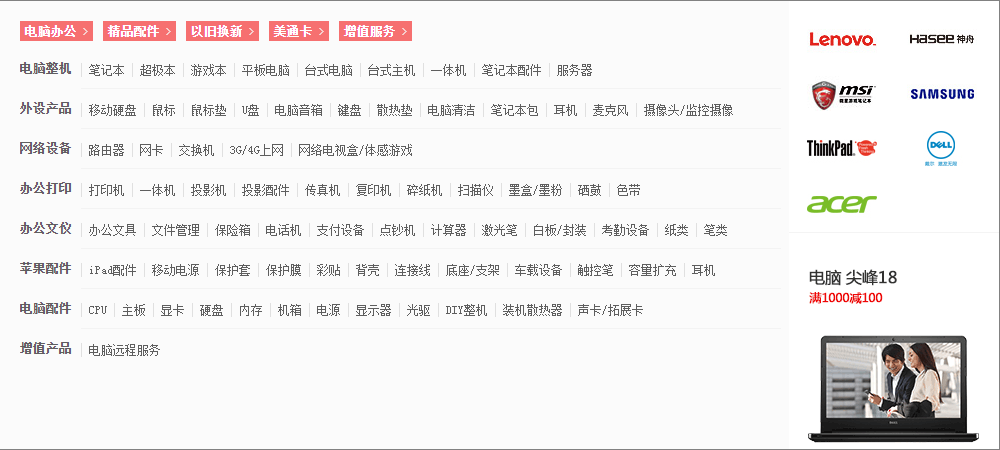 电脑办公 > 精品配件 > 以旧换新 > 美通卡 > 增值服务 >
电脑整机 笔记本 超极本 游戏本 平板电脑 台式电脑 台式主机 一体机 笔记本配件 服务器
外设产品 移动硬盘 鼠标 鼠标垫 U盘 电脑音箱 键盘 散热垫 电脑清洁 笔记本包 耳机 麦克风 摄像头/监控摄像
网络设备 路由器 网卡 交换机 3G/4G上网 网络电视盒/体感游戏
办公打印 打印机 一体机 投影机 投影配件 传真机 复印机 碎纸机 扫描仪 墨盒/墨粉 硒鼓 色带
办公文仪 办公文具 文件管理 保险箱 电话机 支付设备 点钞机 计算器 激光笔 白板/封装 考勤设备 纸类 笔类
苹果配件 iPad配件 移动电源 保护套 保护膜 彩贴 背壳 连接线 底座/支架 车载设备 触控笔 容量扩充 耳机
电脑配件 CPU 主板 显卡 硬盘 内存 机箱 电源 显示器 光驱 DIY整机 装机散热器 声卡/拓展卡
增值产品 电脑远程服务
Lenovo. Hasee 神舟
msi SAMSUNG
微星游戏笔记本
ThinkPad DELL
acer
电脑 尖峰18
满1000减100
DELL